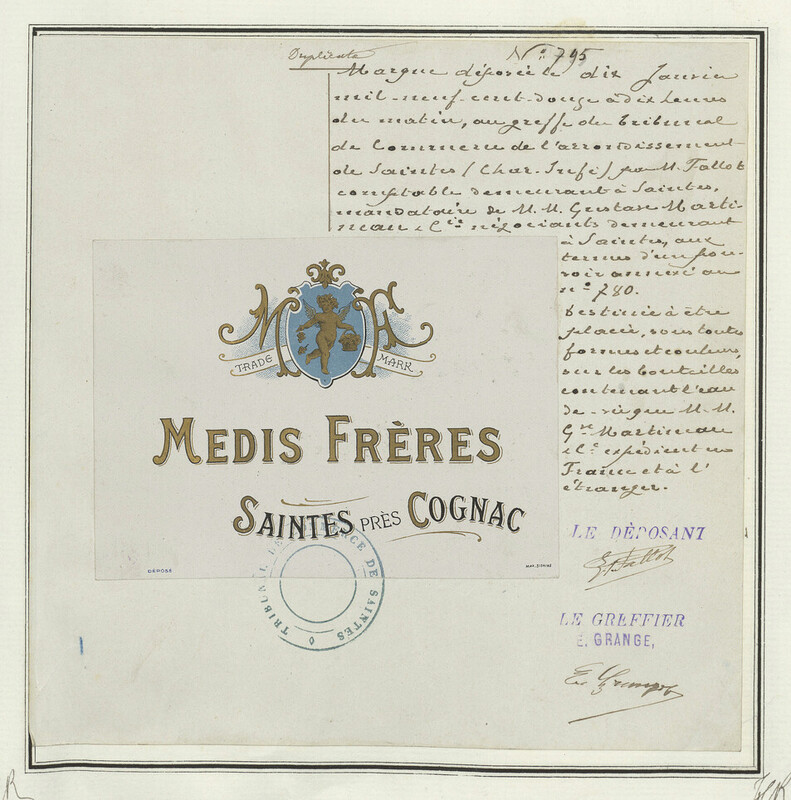 Duplicata
N° 795
Marque déposée le dix Janvier
mil-neuf-cent-douze à dix heures
du matin, au greffe du tribunal
de Commerce de l'arrondissement
de Saintes (Char. Infre) par M. Tallot
comptable demeurant à Saintes,
mandataire de M.M. Gustave Marti-
neau & Cie négociants demeurant
à Saintes, aux
termes d'un pou-
voir annexé au
n° 780.
Destinée à être
placée, sous toutes
formes et couleurs,
sur les bouteilles
contenant l'eau
de-vie que M.M.
Gve Martineau
& Cie expédient en
France et à l'
étranger.
M F
TRADE MARK
MEDIS FRÈRES
SAINTES PRÈS COGNAC
DÉPOSÉ
TRIBUNAL DE COMMERCE DE SAINTES
LE DÉPOSANT
LE GREFFIER
E. GRANGE,